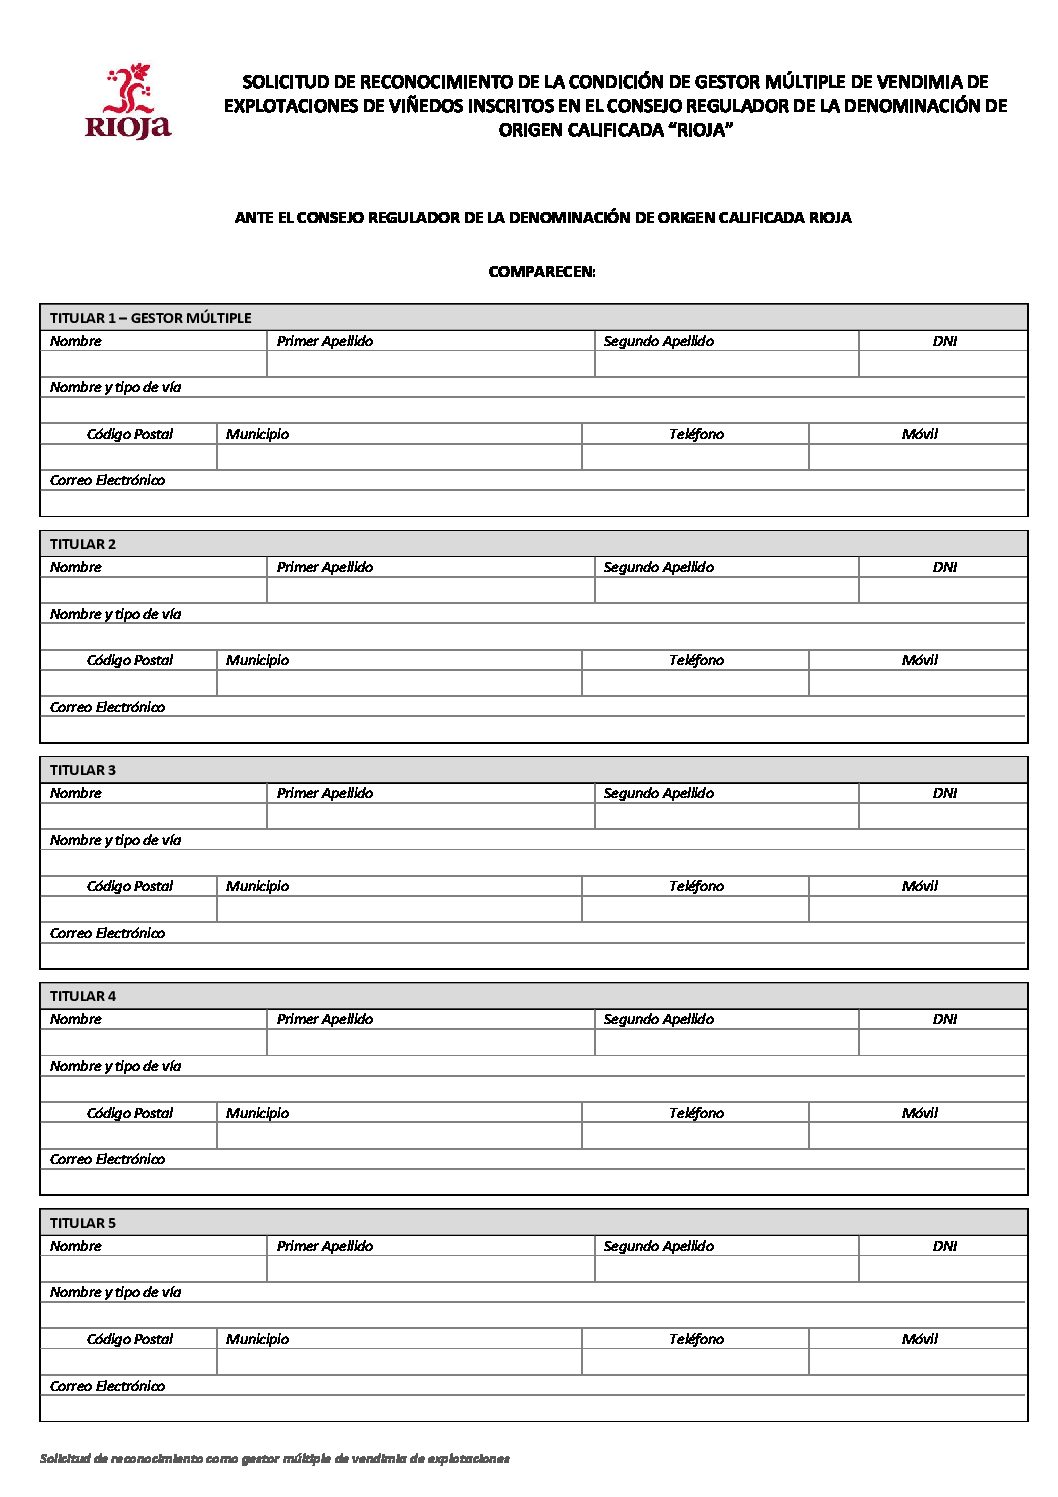 RIOJA
SOLICITUD DE RECONOCIMIENTO DE LA CONDICIÓN DE GESTOR MÚLTIPLE DE VENDIMIA DE
EXPLOTACIONES DE VIÑEDOS INSCRITOS EN EL CONSEJO REGULADOR DE LA DENOMINACIÓN DE
ORIGEN CALIFICADA “RIOJA”
ANTE EL CONSEJO REGULADOR DE LA DENOMINACIÓN DE ORIGEN CALIFICADA RIOJA
COMPARECEN:
TITULAR 1 – GESTOR MÚLTIPLE
Nombre Primer Apellido Segundo Apellido DNI
Nombre y tipo de vía
Código Postal Municipio Teléfono Móvil
Correo Electrónico
TITULAR 2
Nombre Primer Apellido Segundo Apellido DNI
Nombre y tipo de vía
Código Postal Municipio Teléfono Móvil
Correo Electrónico
TITULAR 3
Nombre Primer Apellido Segundo Apellido DNI
Nombre y tipo de vía
Código Postal Municipio Teléfono Móvil
Correo Electrónico
TITULAR 4
Nombre Primer Apellido Segundo Apellido DNI
Nombre y tipo de vía
Código Postal Municipio Teléfono Móvil
Correo Electrónico
TITULAR 5
Nombre Primer Apellido Segundo Apellido DNI
Nombre y tipo de vía
Código Postal Municipio Teléfono Móvil
Correo Electrónico
Solicitud de reconocimiento como gestor múltiple de vendimia de explotaciones